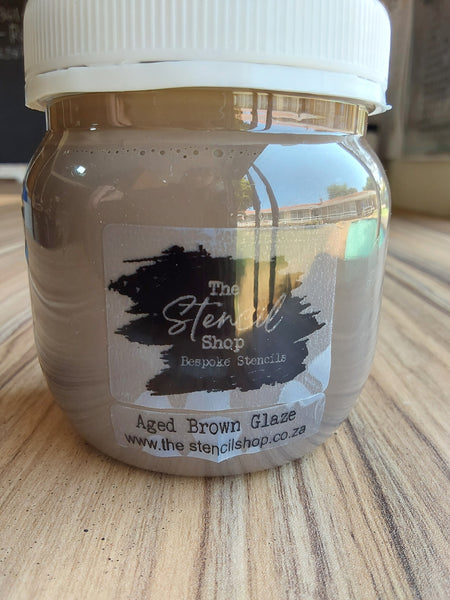 The
Stencil
Shop
Bespoke Stencils
Aged Brown Glaze
www.the stencilshop.co.za